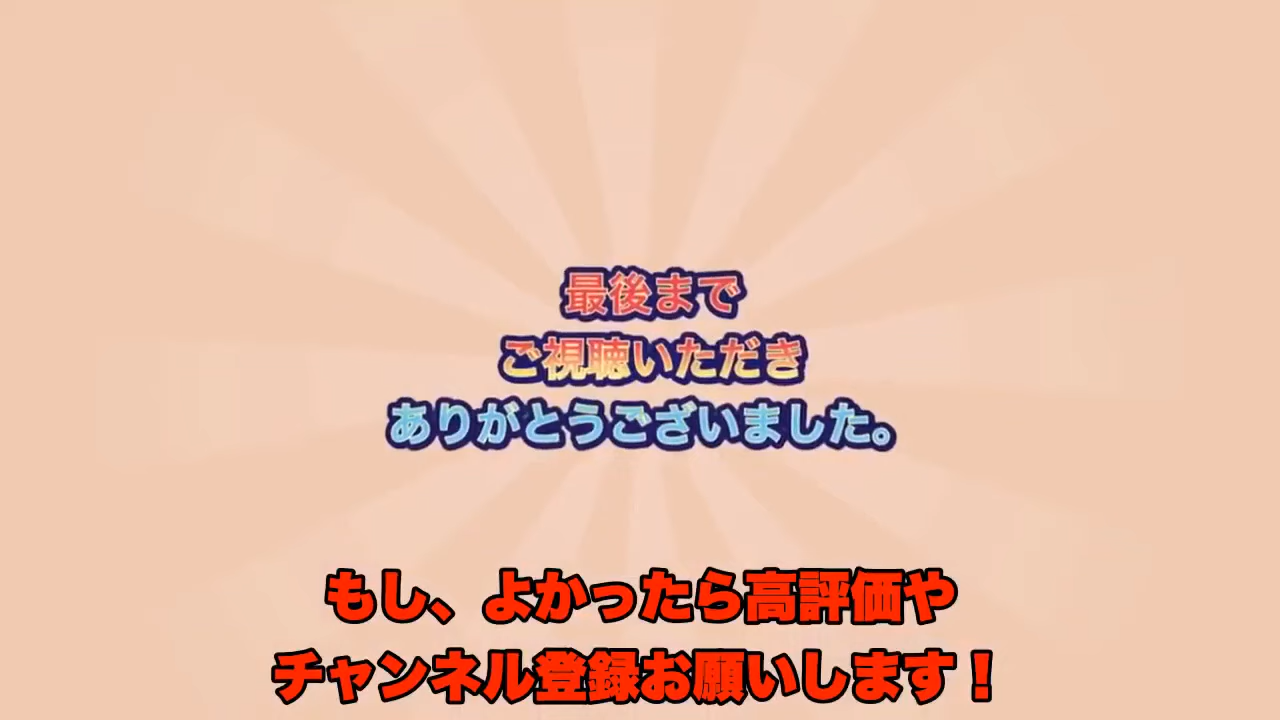 最後まで
ご視聴いただき
ありがとうございました。
もし、よかったら高評価や
チャンネル登録お願いします！